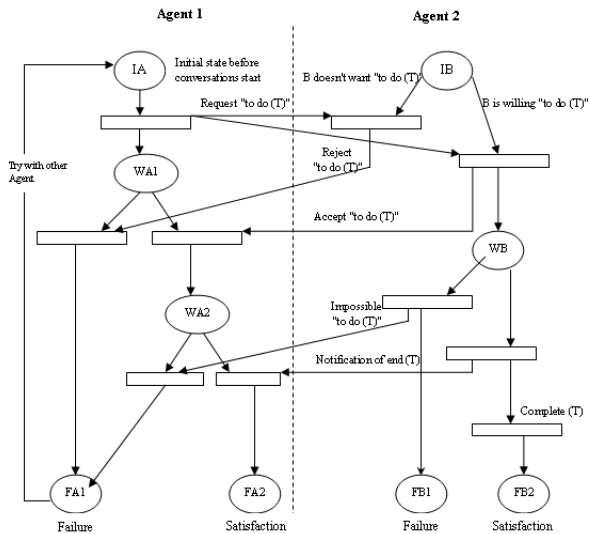 Agent 1
Agent 2
IA
Initial state before
conversations start
B doesn't want "to do (T)"
IB
B is willing "to do (T)"
Request "to do (T)"
Try with other
Agent
WA1
Reject
"to do (T)"
Accept "to do (T)"
WB
WA2
Impossible
"to do (T)"
Notification of end (T)
Complete (T)
FA1
FA2
FB1
FB2
Failure
Satisfaction
Failure
Satisfaction